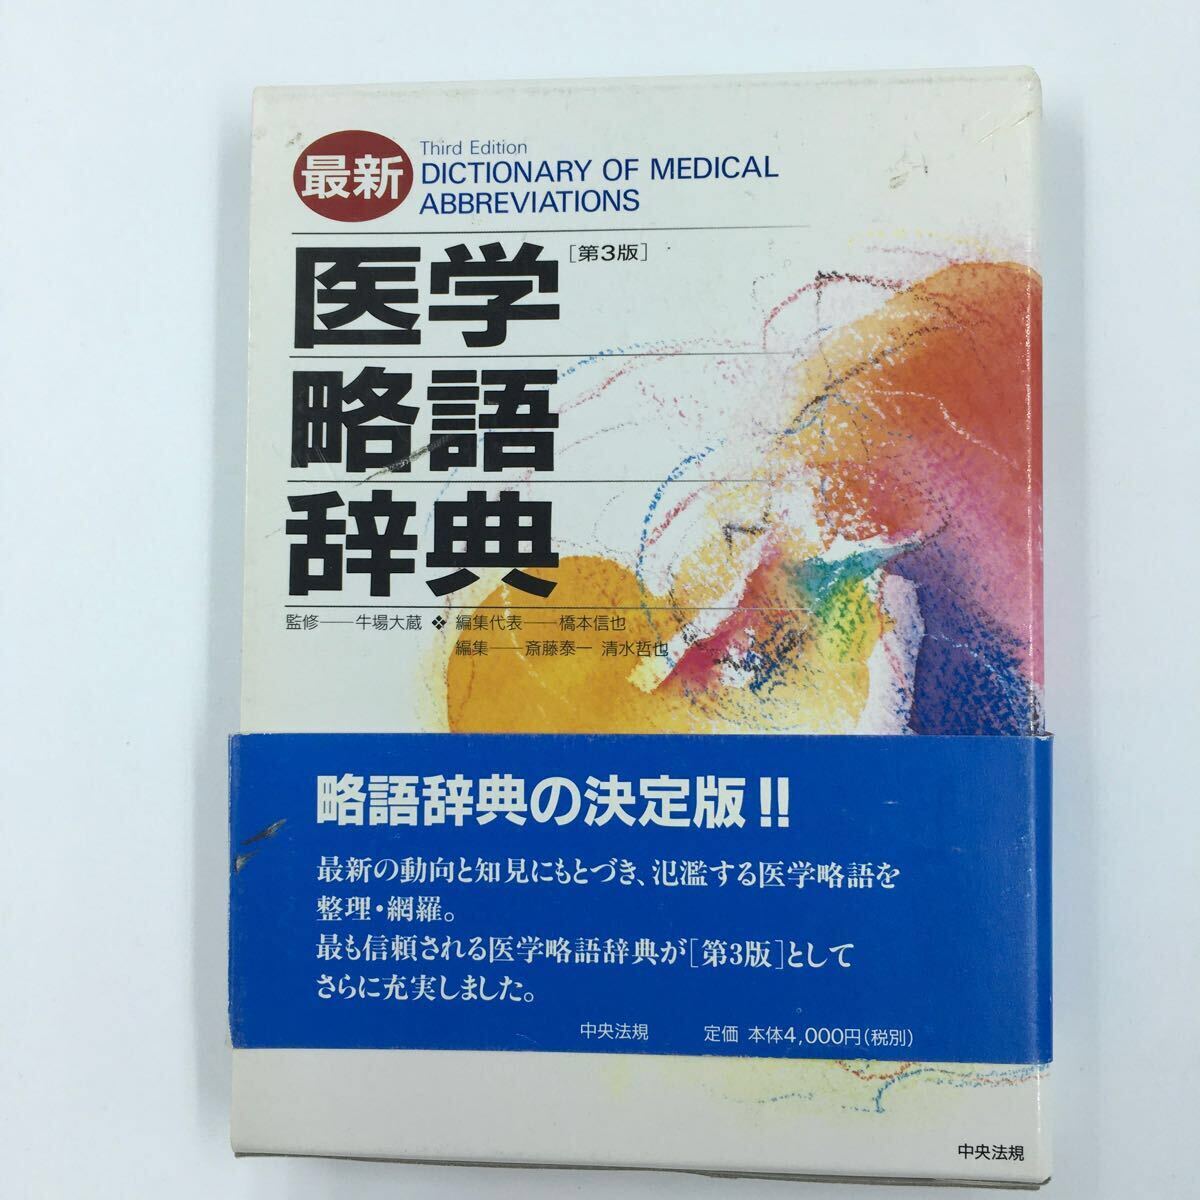 最新
Third Edition
DICTIONARY OF MEDICAL
ABBREVIATIONS
医学
[第3版]
略語
辞典
監修――牛場大蔵 ❖ 編集代表――橋本信也
編集――斎藤泰一 清水哲也
略語辞典の決定版!!
最新の動向と知見にもとづき、氾濫する医学略語を
整理・網羅。
最も信頼される医学略語辞典が[第3版]として
さらに充実しました。
中央法規 定価 本体4,000円(税別)
中央法規